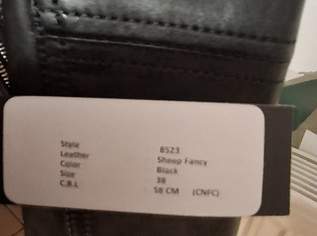 Style 8523
Leather Sheep Fancy
Color Black
Size 38
C.B.L 58 CM (CNFC)